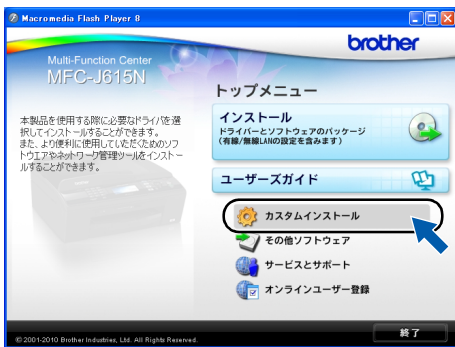 Macromedia Flash Player 8
brother
Multi-Function Center
MFC-J615N
トップメニュー
本製品を使用する際に必要なドライバを選
択してインストールすることができます。
また、より便利に使用していただくためのソフ
トウエアやネットワーク管理ツールをインストー
ルすることができます。
インストール
ドライバーとソフトウェアのパッケージ
(有線/無線LANの設定を含みます)
ユーザーズガイド
カスタムインストール
その他ソフトウェア
サービスとサポート
オンラインユーザー登録
© 2001-2010 Brother Industries, Ltd. All Rights Reserved.
終了